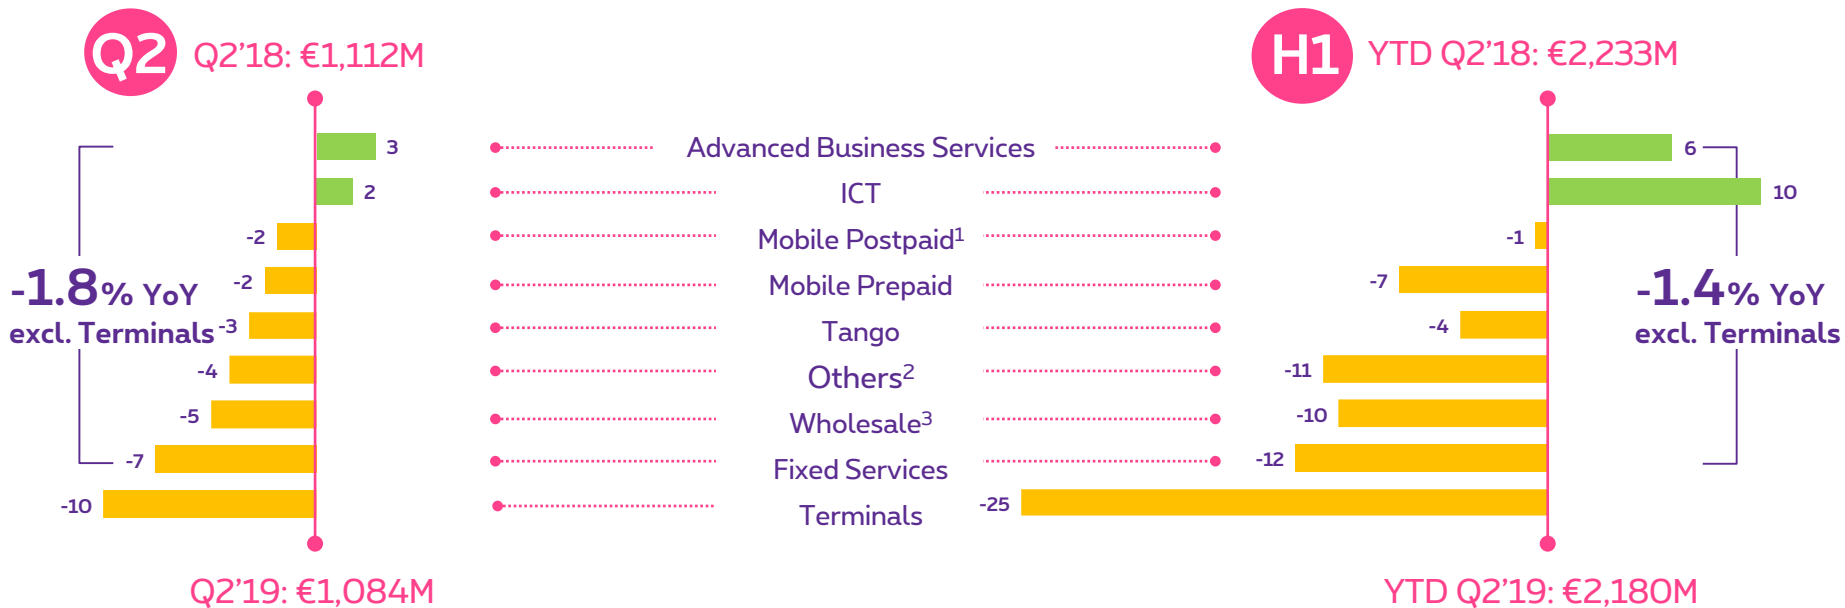 Q2
Q2’18: €1,112M
H1
YTD Q2’18: €2,233M
3
Advanced Business Services
6
2
ICT
10
-2
Mobile Postpaid1
-1
-2
Mobile Prepaid
-7
-1.8% YoY
excl. Terminals
-1.4% YoY
excl. Terminals
-3
Tango
-4
-4
Others2
-11
-5
Wholesale3
-10
-7
Fixed Services
-12
-10
Terminals
-25
Q2’19: €1,084M
YTD Q2’19: €2,180M